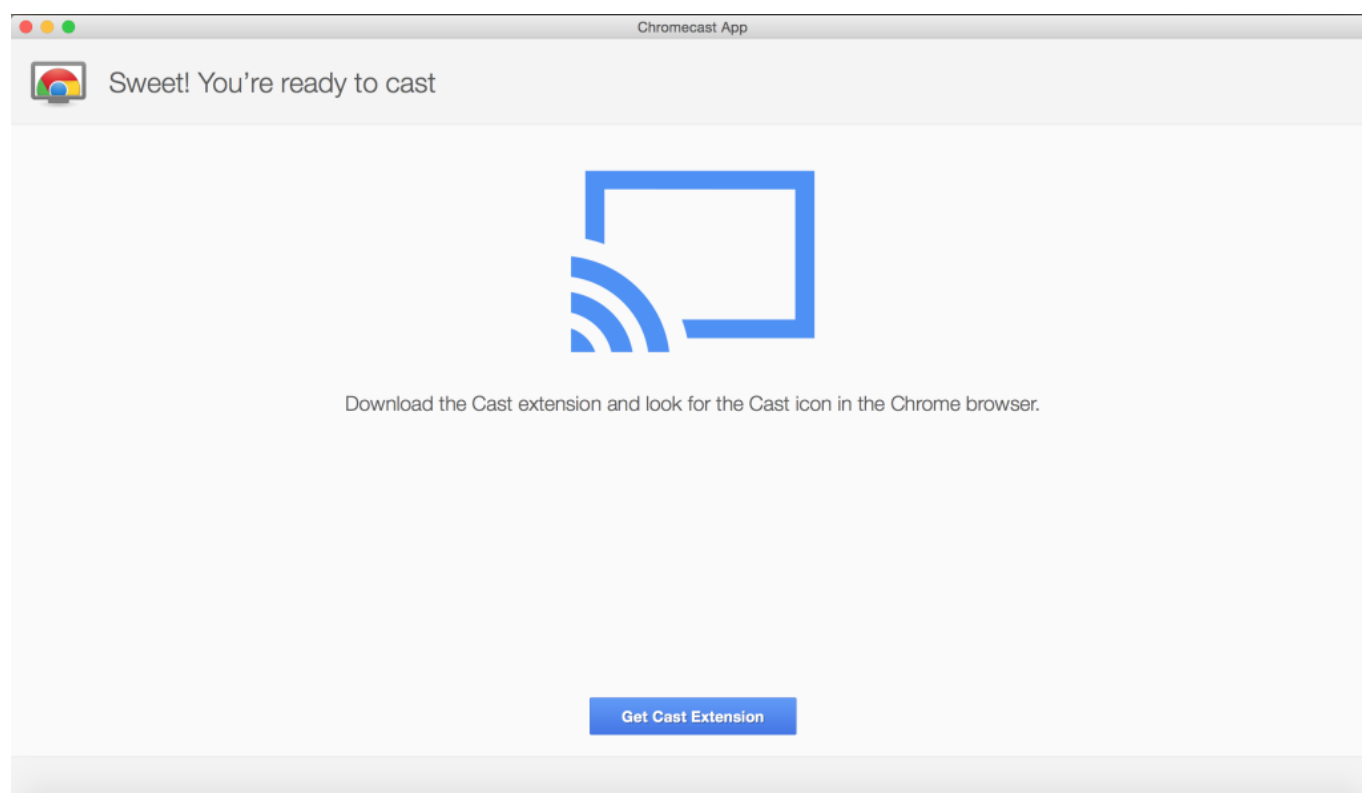 Chromecast App
Sweet! You’re ready to cast
Download the Cast extension and look for the Cast icon in the Chrome browser.
Get Cast Extension